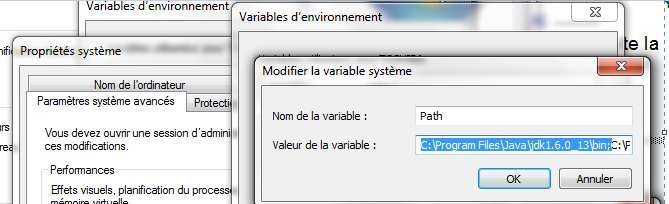 Variables d'environnement
Variables d'environnement
te la
Propriétés système
Modifier la variable système
Nom de l'ordinateur
Paramètres système avancés
Protectio
Nom de la variable :
Path
Vous devez ouvrir une session d'admini
ces modifications.
Valeur de la variable :
C:\Program Files\Java\jdk1.6.0_13\bin;C:\F
Performances
OK
Annuler
Effets visuels, planification du processe
mémoire virtuelle